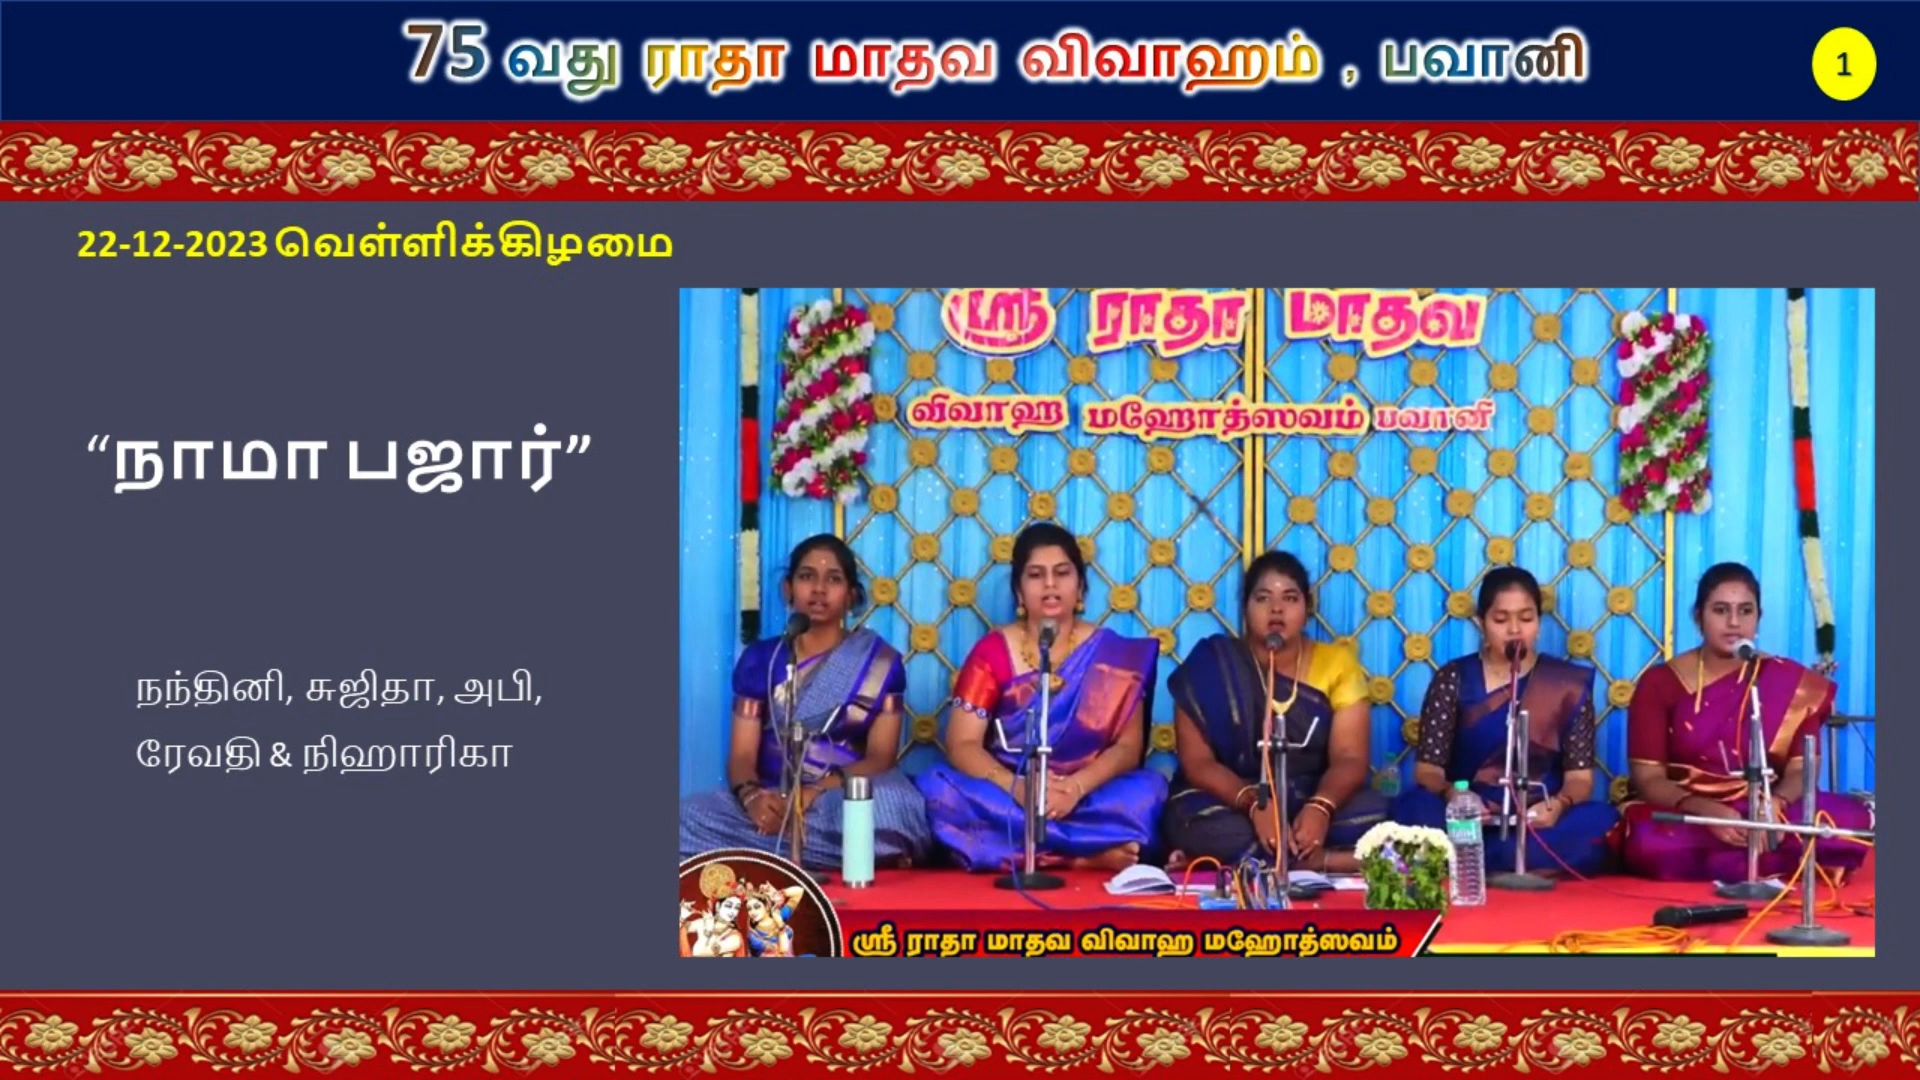 75 வது ராதா மாதவ விவாஹம் , பவானி
1
22-12-2023 வெள்ளிக்கிழமை
“நாமா பஜார்”
நந்தினி, சுஜிதா, அபி,
ரேவதி & நிஹாரிகா
ஸ்ரீ ராதா மாதவ
விவாஹ மஹோத்ஸவம் பவானி
ஸ்ரீ ராதா மாதவ விவாஹ மஹோத்ஸவம்